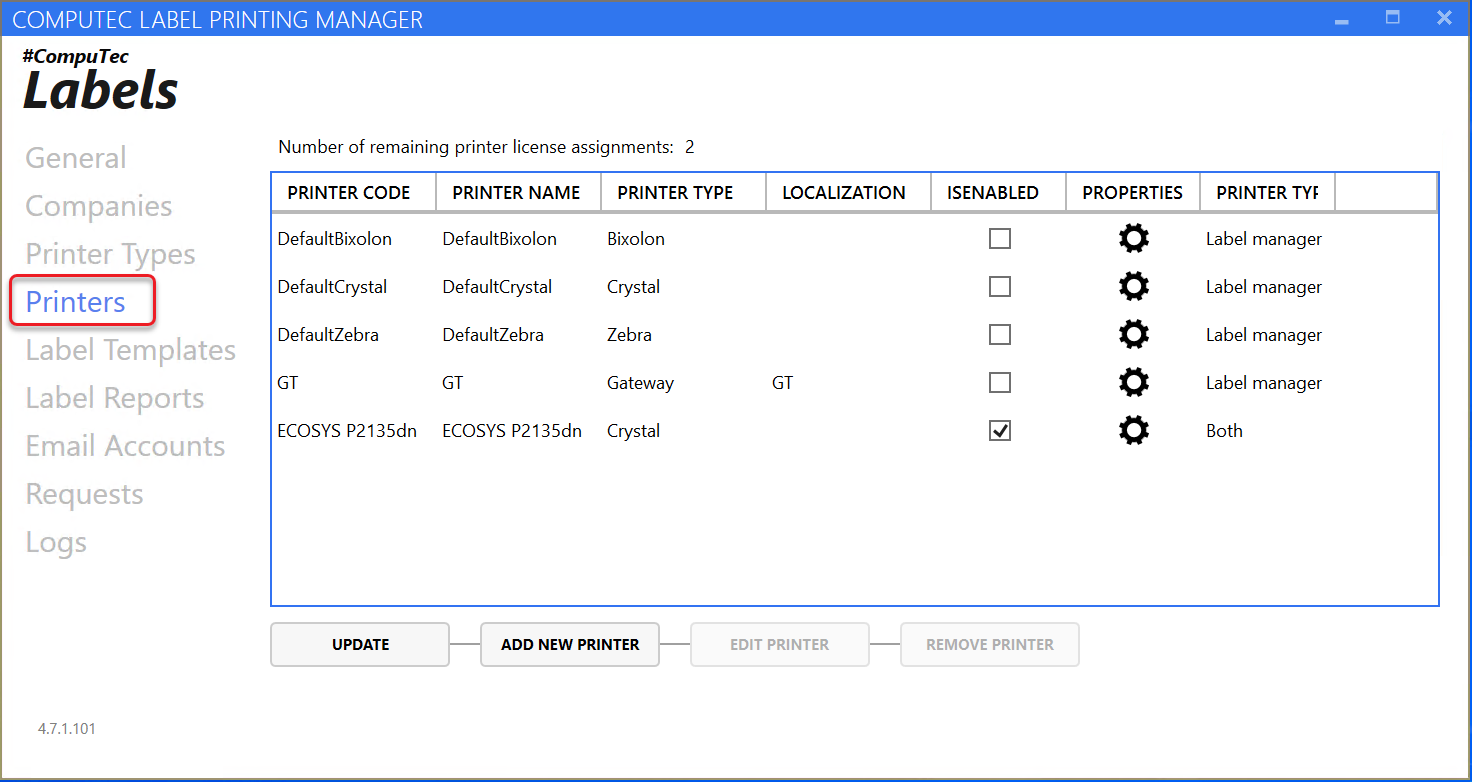 COMPUTEC LABEL PRINTING MANAGER
#CompuTec
Labels
General
Companies
Printer Types
Printers
Label Templates
Label Reports
Email Accounts
Requests
Logs
Number of remaining printer license assignments: 2
PRINTER CODE PRINTER NAME PRINTER TYPE LOCALIZATION ISENABLED PROPERTIES PRINTER TYF
DefaultBixolon DefaultBixolon Bixolon Label manager
DefaultCrystal DefaultCrystal Crystal Label manager
DefaultZebra DefaultZebra Zebra Label manager
GT GT Gateway GT Label manager
ECOSYS P2135dn ECOSYS P2135dn Crystal Both
UPDATE ADD NEW PRINTER EDIT PRINTER REMOVE PRINTER
4.7.1.101